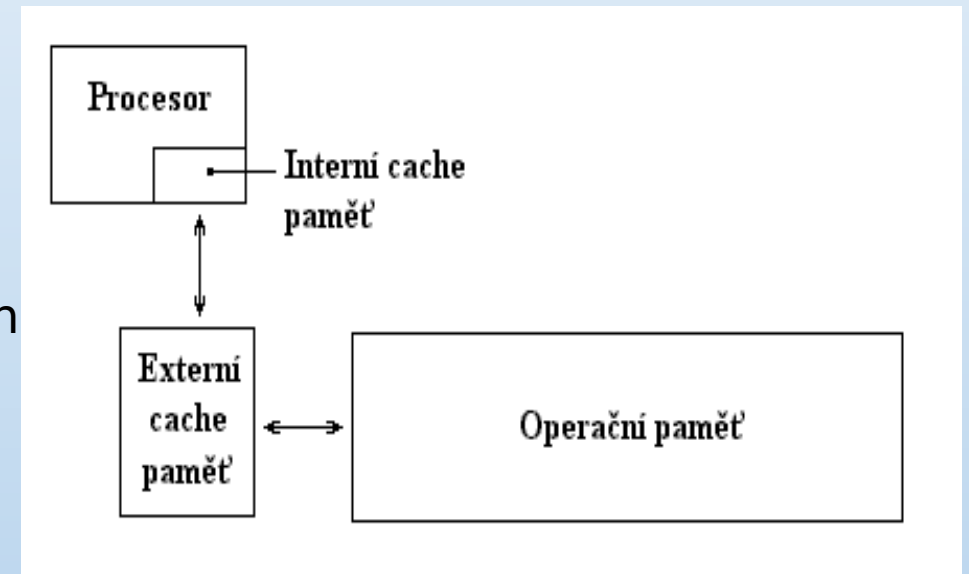 Procesor
Interní cache
paměť
n
Externí
cache
paměť
Operační paměť